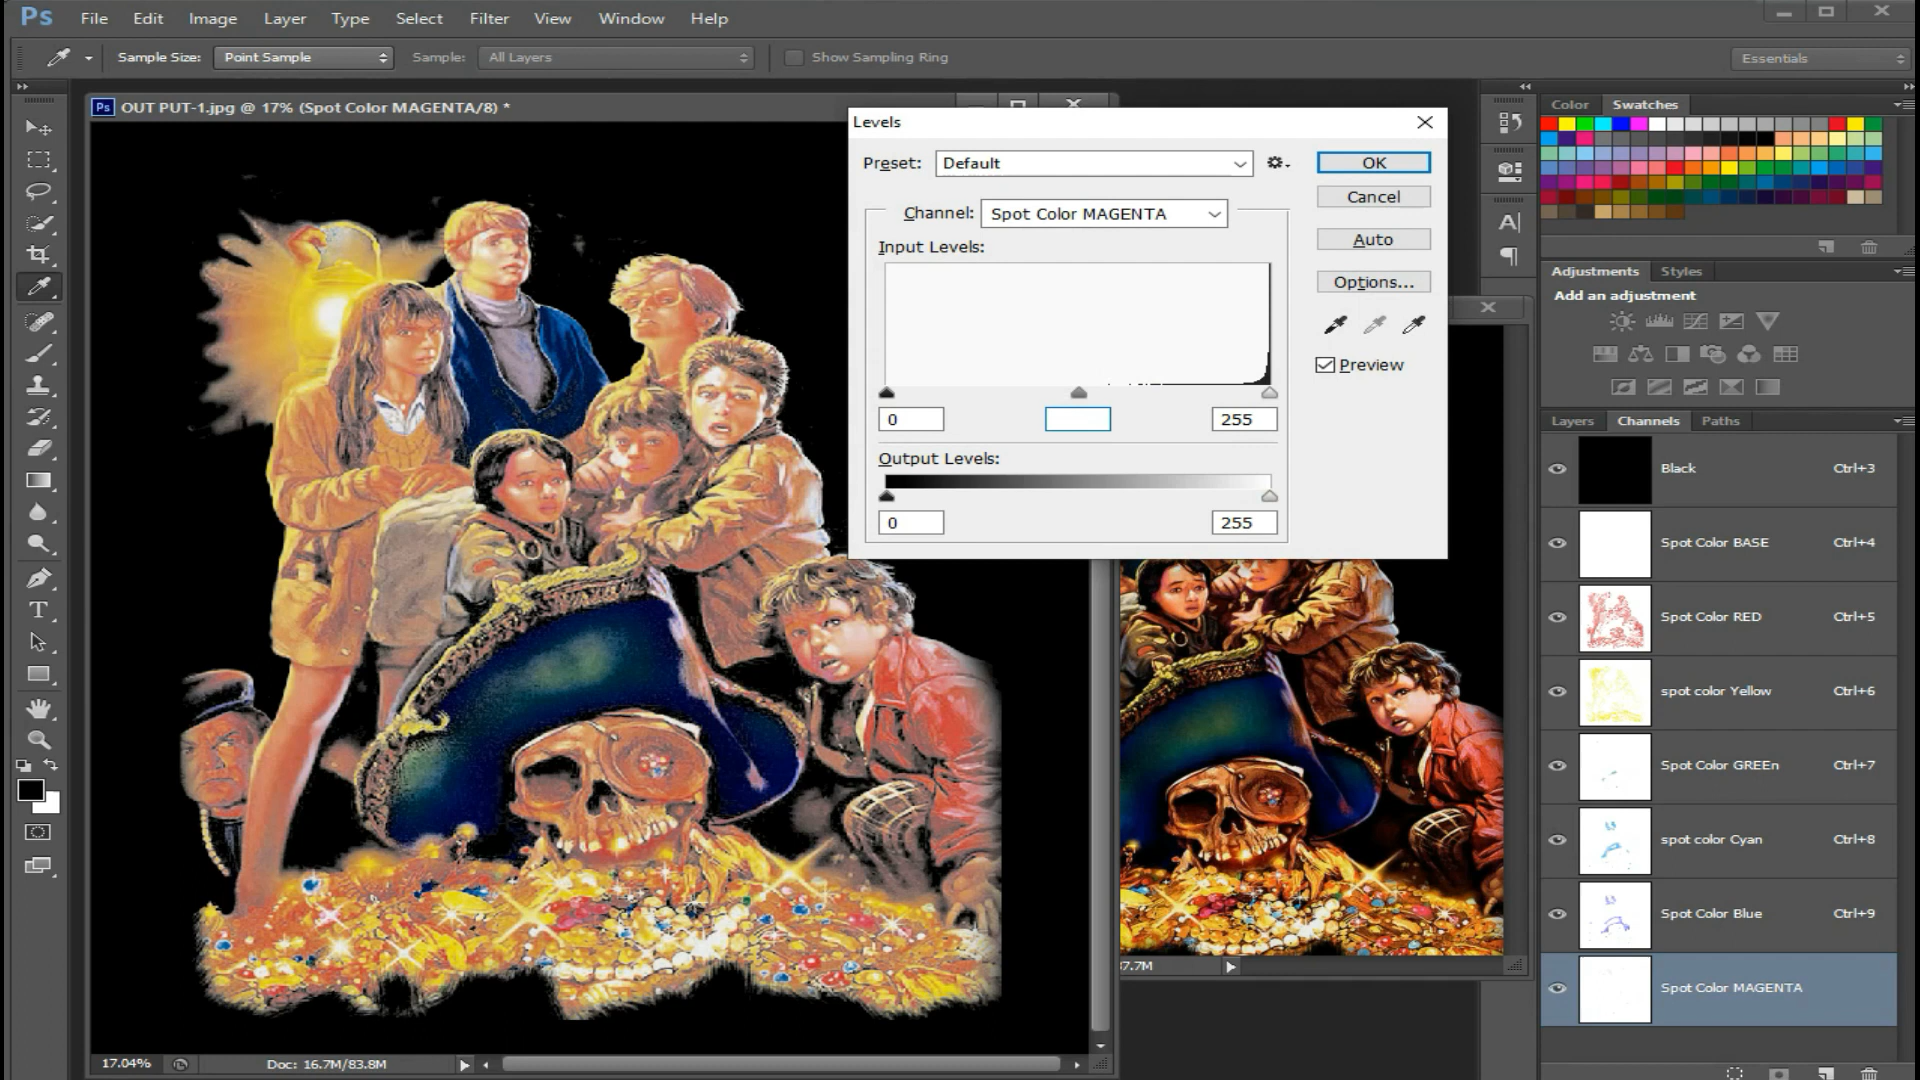 Ps File Edit Image Layer Type Select Filter View Window Help
Sample Size: Point Sample Sample: All Layers Show Sampling Ring Essentials
Ps OUT PUT-1.jpg @ 17% (Spot Color MAGENTA/8) *
Levels
Preset: Default
OK
Channel: Spot Color MAGENTA
Cancel
Input Levels:
Auto
Options...
Preview
0 255
Output Levels:
0 255
Color Swatches
Adjustments Styles
Add an adjustment
Layers Channels Paths
Black Ctrl+3
Spot Color BASE Ctrl+4
Spot Color RED Ctrl+5
spot color Yellow Ctrl+6
Spot Color GREEn Ctrl+7
spot color Cyan Ctrl+8
Spot Color Blue Ctrl+9
Spot Color MAGENTA
7.7M
17.04% Doc: 16.7M/83.8M